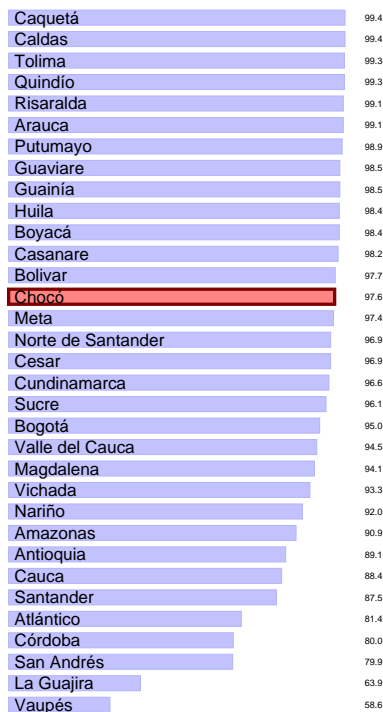 Caquetá 99.4
Caldas 99.4
Tolima 99.3
Quindío 99.3
Risaralda 99.1
Arauca 99.1
Putumayo 98.9
Guaviare 98.5
Guainía 98.5
Huila 98.4
Boyacá 98.4
Casanare 98.2
Bolivar 97.7
Chocó 97.6
Meta 97.4
Norte de Santander 96.9
Cesar 96.9
Cundinamarca 96.6
Sucre 96.1
Bogotá 95.0
Valle del Cauca 94.5
Magdalena 94.1
Vichada 93.3
Nariño 92.0
Amazonas 90.9
Antioquia 89.1
Cauca 88.4
Santander 87.5
Atlántico 81.4
Córdoba 80.0
San Andrés 79.9
La Guajira 63.9
Vaupés 58.6